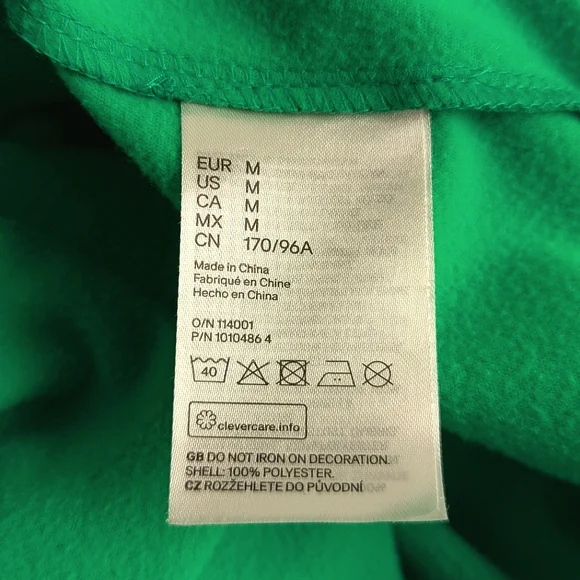 EUR M
US M
CA M
MX M
CN 170/96A
Made in China
Fabriqué en Chine
Hecho en China
O/N 114001
P/N 1010486 4
40
clevercare.info
GB DO NOT IRON ON DECORATION.
SHELL: 100% POLYESTER.
CZ ROZŽEHLETE DO PŮVODNÍ